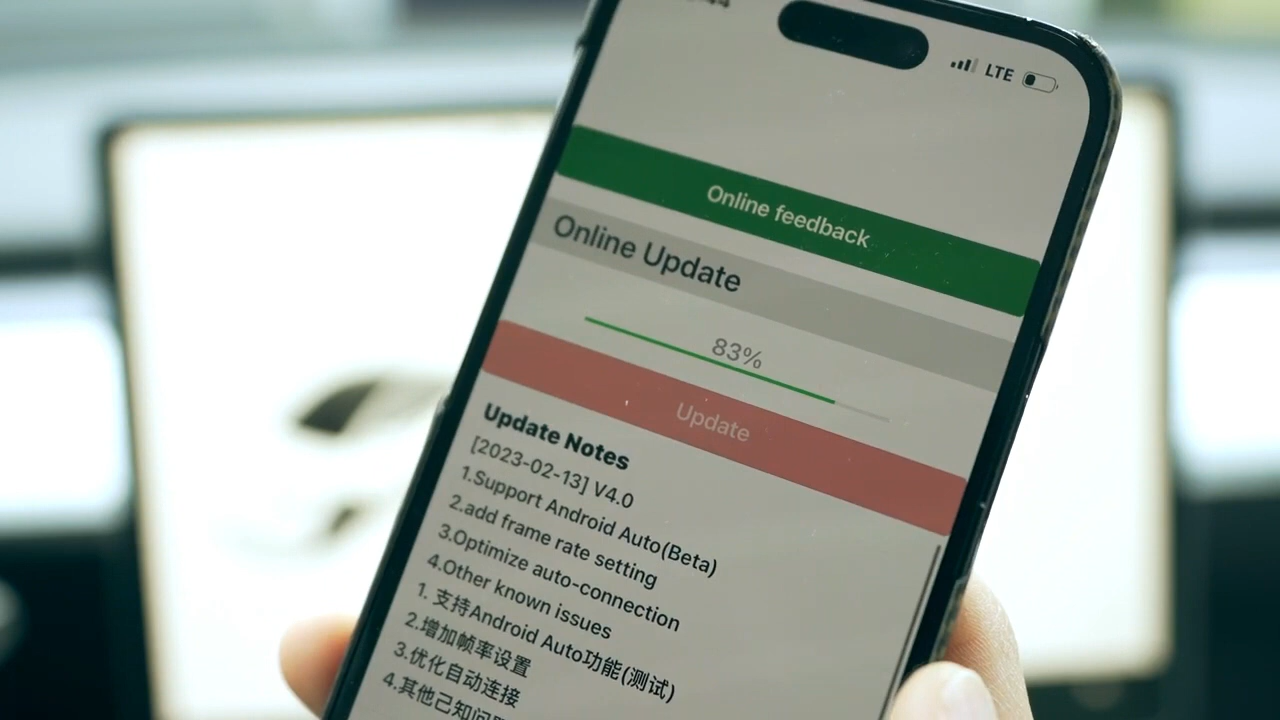 LTE
Online feedback
Online Update
83%
Update
Update Notes
[2023-02-13] V4.0
1.Support Android Auto(Beta)
2.add frame rate setting
3.Optimize auto-connection
4.Other known issues
1. 支持Android Auto功能(测试)
2.增加帧率设置
3.优化自动连接
4.其他己知问